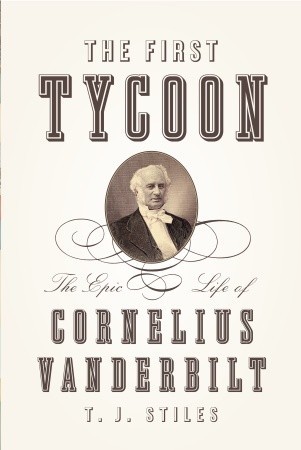 THE FIRST
TYCOON
The Epic Life of
CORNELIUS
VANDERBILT
T. J. STILES